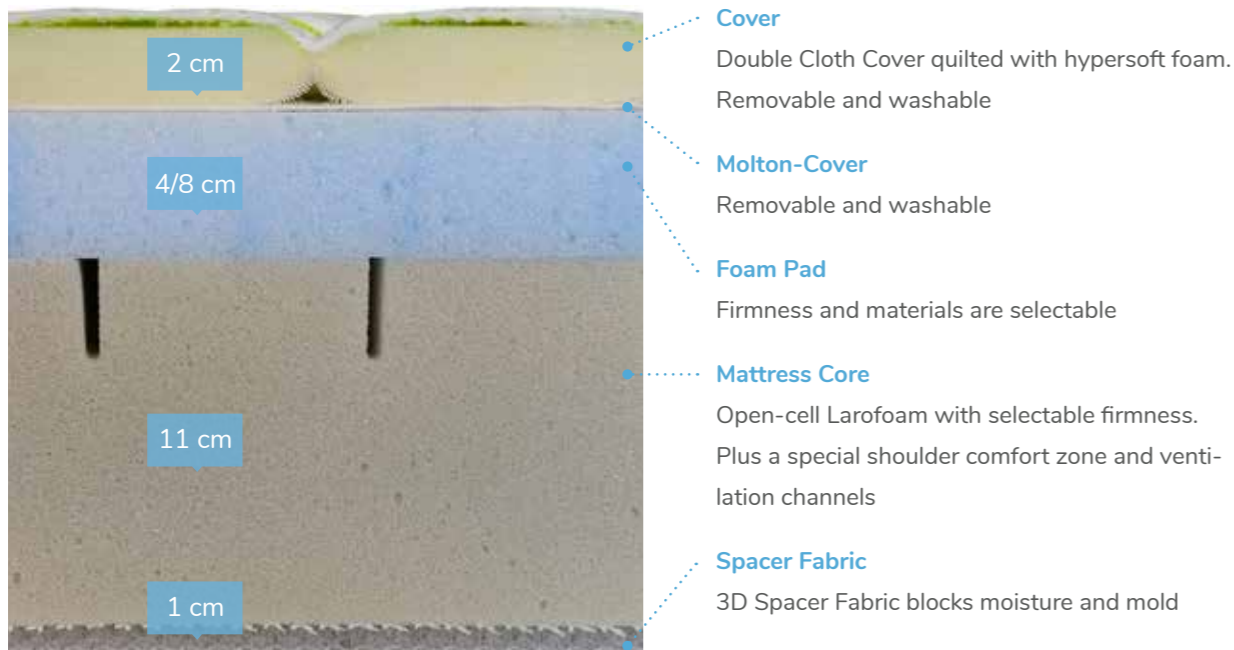 2 cm
4/8 cm
11 cm
1 cm
Cover
Double Cloth Cover quilted with hypersoft foam.
Removable and washable
Molton-Cover
Removable and washable
Foam Pad
Firmness and materials are selectable
Mattress Core
Open-cell Larofoam with selectable firmness.
Plus a special shoulder comfort zone and venti-
lation channels
Spacer Fabric
3D Spacer Fabric blocks moisture and mold